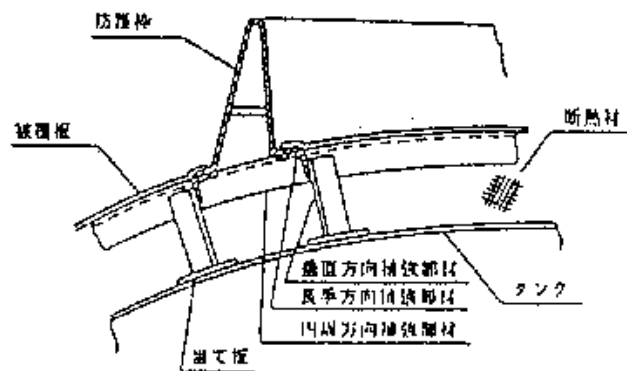 防護枠
断熱材
被覆板
垂直方向補強部材
長手方向補強部材
タンク
円周方向補強部材
当て板